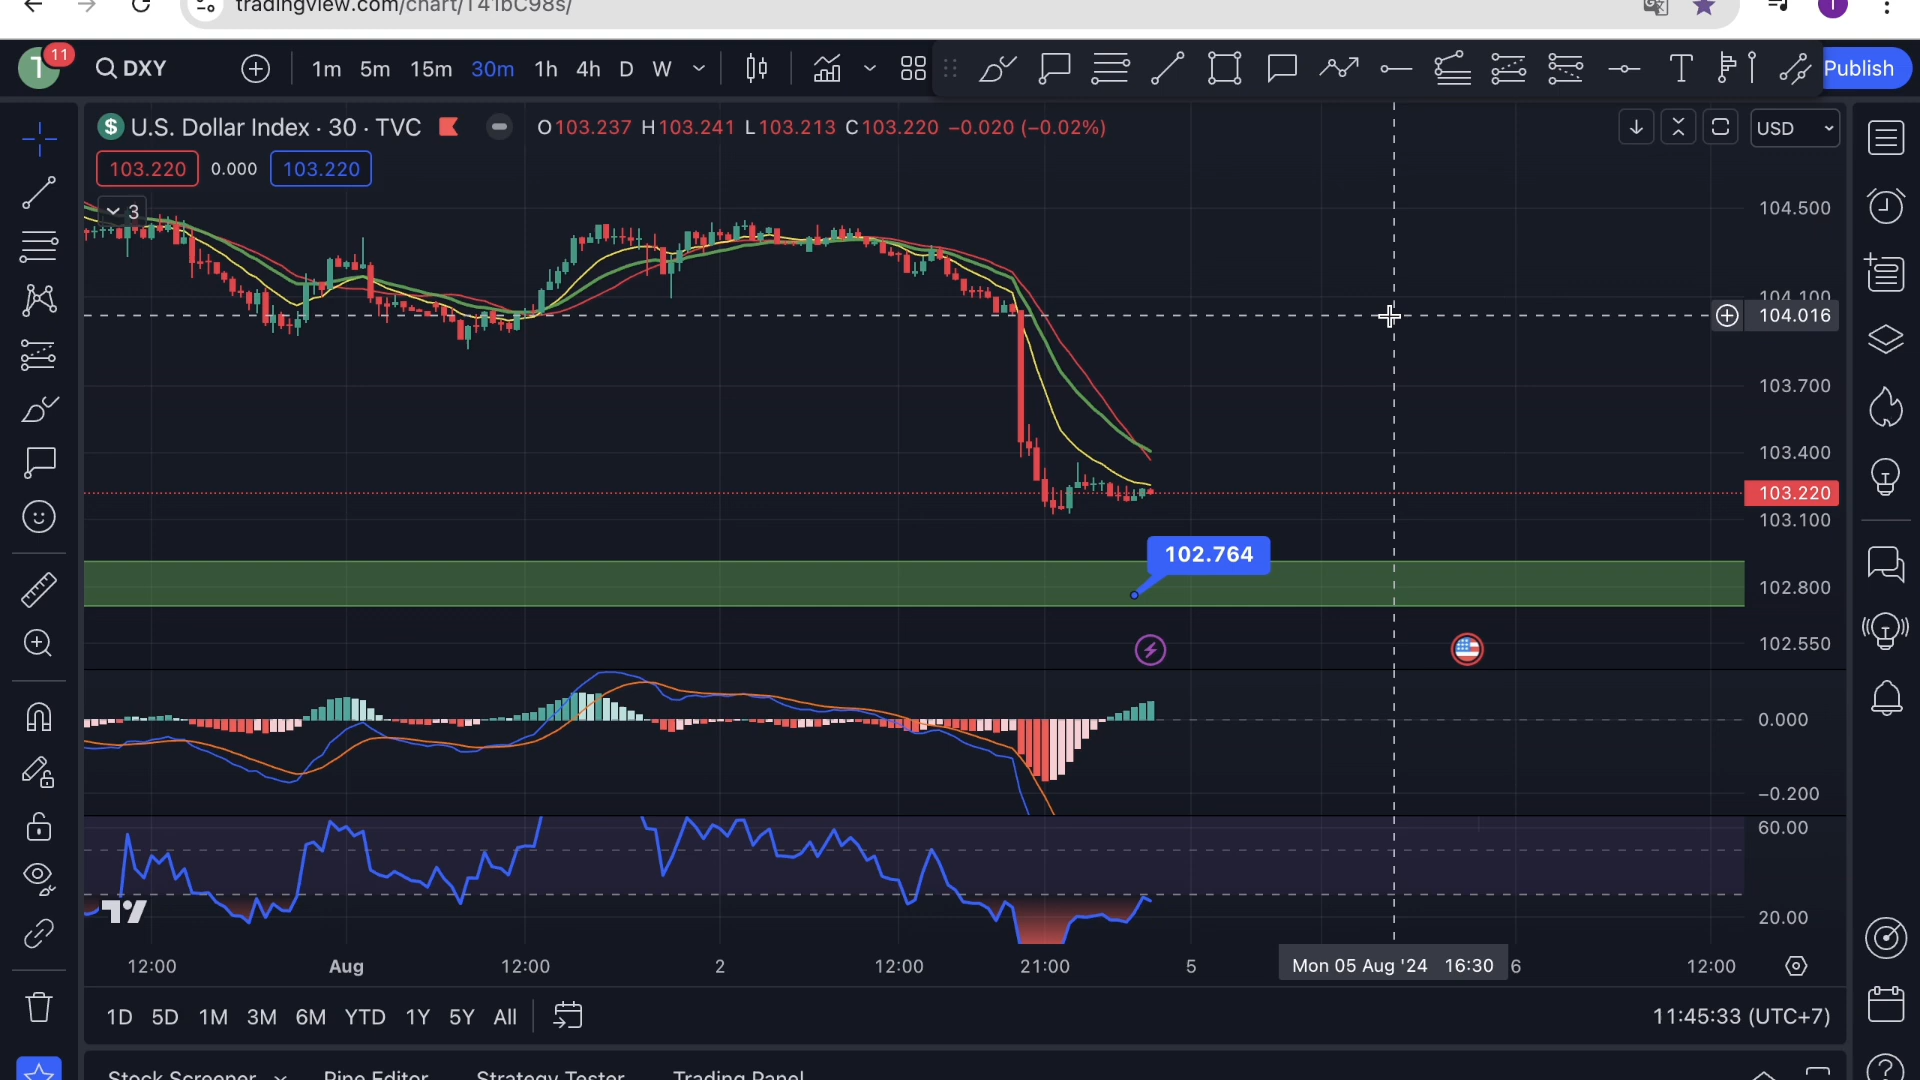 tradingview.com/chart/T41bC98s/
T
T
11
DXY
1m 5m 15m 30m 1h 4h D W
T
Publish
$ U.S. Dollar Index · 30 · TVC
O103.237 H103.241 L103.213 C103.220 −0.020 (−0.02%)
USD
103.220 0.000 103.220
3
104.500
104.100
104.016
103.700
103.400
103.220
103.100
102.764
102.800
102.550
0.000
−0.200
60.00
20.00
12:00 Aug 12:00 2 12:00 21:00 5 Mon 05 Aug '24 16:30 6 12:00
1D 5D 1M 3M 6M YTD 1Y 5Y All
11:45:33 (UTC+7)
Stock Screener Pine Editor Strategy Tester Trading Panel